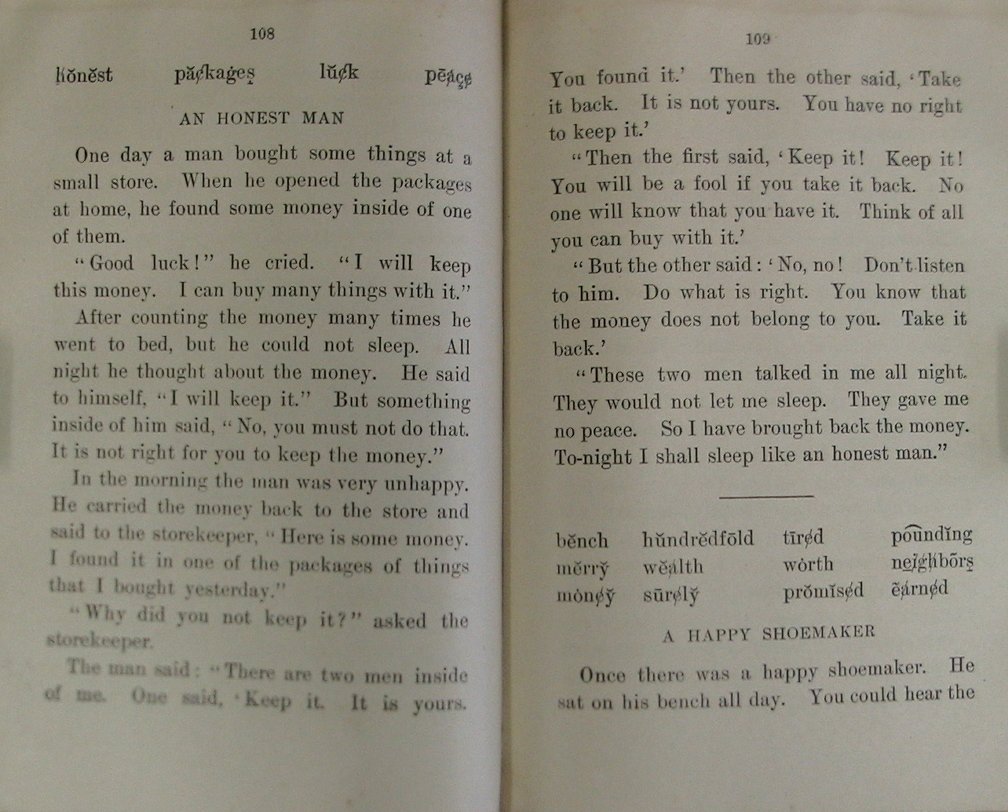 108
hŏnĕst păckaġeş lŭck pēaçe
AN HONEST MAN
One day a man bought some things at a
small store. When he opened the packages
at home, he found some money inside of one
of them.
“Good luck!” he cried. “I will keep
this money. I can buy many things with it.”
After counting the money many times he
went to bed, but he could not sleep. All
night he thought about the money. He said
to himself, “I will keep it.” But something
inside of him said, “No, you must not do that.
It is not right for you to keep the money.”
In the morning the man was very unhappy.
He carried the money back to the store and
said to the storekeeper, “Here is some money.
I found it in one of the packages of things
that I bought yesterday.”
“Why did you not keep it?” asked the
storekeeper.
The man said: “There are two men inside
of me. One said, ‘Keep it. It is yours.
109
You found it.’ Then the other said, ‘Take
it back. It is not yours. You have no right
to keep it.’
“Then the first said, ‘Keep it! Keep it!
You will be a fool if you take it back. No
one will know that you have it. Think of all
you can buy with it.’
“But the other said: ‘No, no! Don’t listen
to him. Do what is right. You know that
the money does not belong to you. Take it
back.’
“These two men talked in me all night.
They would not let me sleep. They gave me
no peace. So I have brought back the money.
To-night I shall sleep like an honest man.”
bĕnch hŭndrĕdfōld tīred poundĭng
mĕrry̆ wĕalth wȯrth neighbõrş
mȯney̆ sūrely̆ prŏmĭsed ẽarned
A HAPPY SHOEMAKER
Once there was a happy shoemaker. He
sat on his bench all day. You could hear the